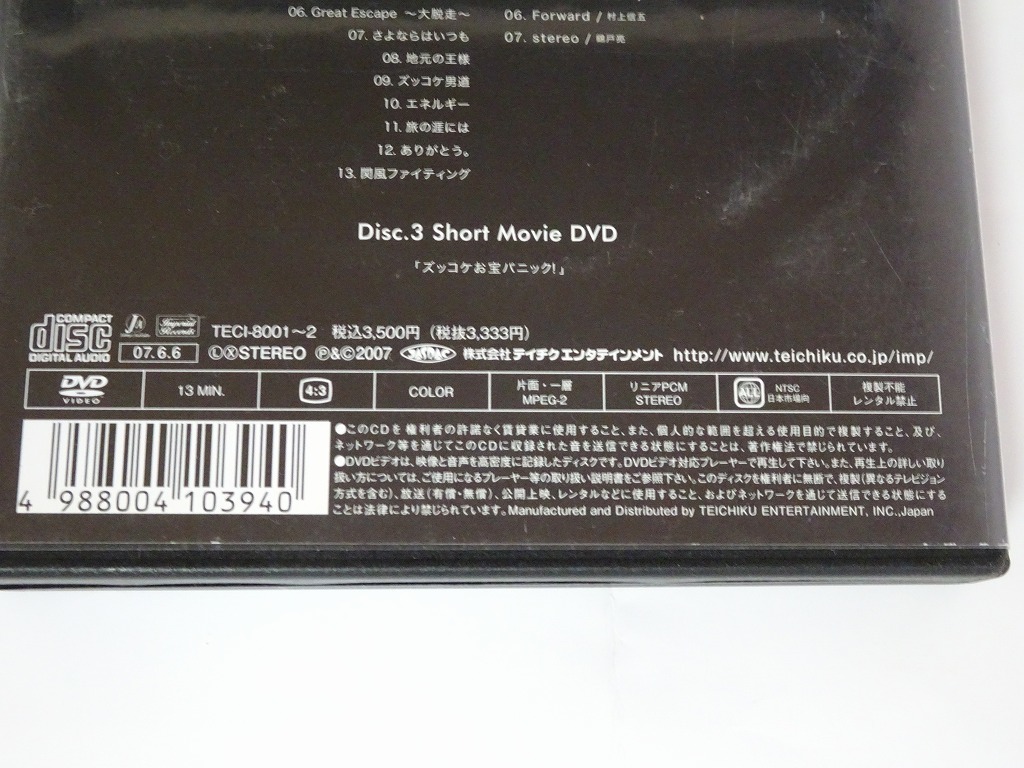 06. Great Escape ～大脱走～
07. さよならはいつも
08. 地元の王様
09. ズッコケ男道
10. エネルギー
11. 旅の涯には
12. ありがとう。
13. 関風ファイティング
06. Forward / 村上信五
07. stereo / 錦戸亮
Disc.3 Short Movie DVD
「ズッコケお宝パニック!」
COMPACT
disc
DIGITAL AUDIO
Imperial
Records
TECI-8001～2 税込3,500円 (税抜3,333円)
07.6.6
ⓁⓍSTEREO Ⓟ&©2007
JASRAC
株式会社テイチクエンタテインメント http://www.teichiku.co.jp/imp/
DVD
VIDEO
13 MIN.
4:3
COLOR
片面・一層
MPEG-2
リニアPCM
STEREO
ALL
NTSC
日本市場向
複製不能
レンタル禁止
●このCDを権利者の許諾なく賃貸業に使用すること、また、個人的な範囲を超える使用目的で複製すること、及び、
ネットワーク等を通じてこのCDに収録された音を送信できる状態にすることは、著作権法で禁じられています。
●DVDビデオは、映像と音声を高密度に記録したディスクです。DVDビデオ対応プレーヤーで再生して下さい。また、再生上の詳しい取り
扱い方については、ご使用になるプレーヤー等の取り扱い説明書をご参照下さい。このディスクを権利者に無断で、複製(異なるテレビジョン
方式を含む)、放送(有償・無償)、公開上映、レンタルなどに使用すること、およびネットワークを通じて送信できる状態にする
ことは法律により禁じられています。Manufactured and Distributed by TEICHIKU ENTERTAINMENT, INC.,Japan
4 988004 103940